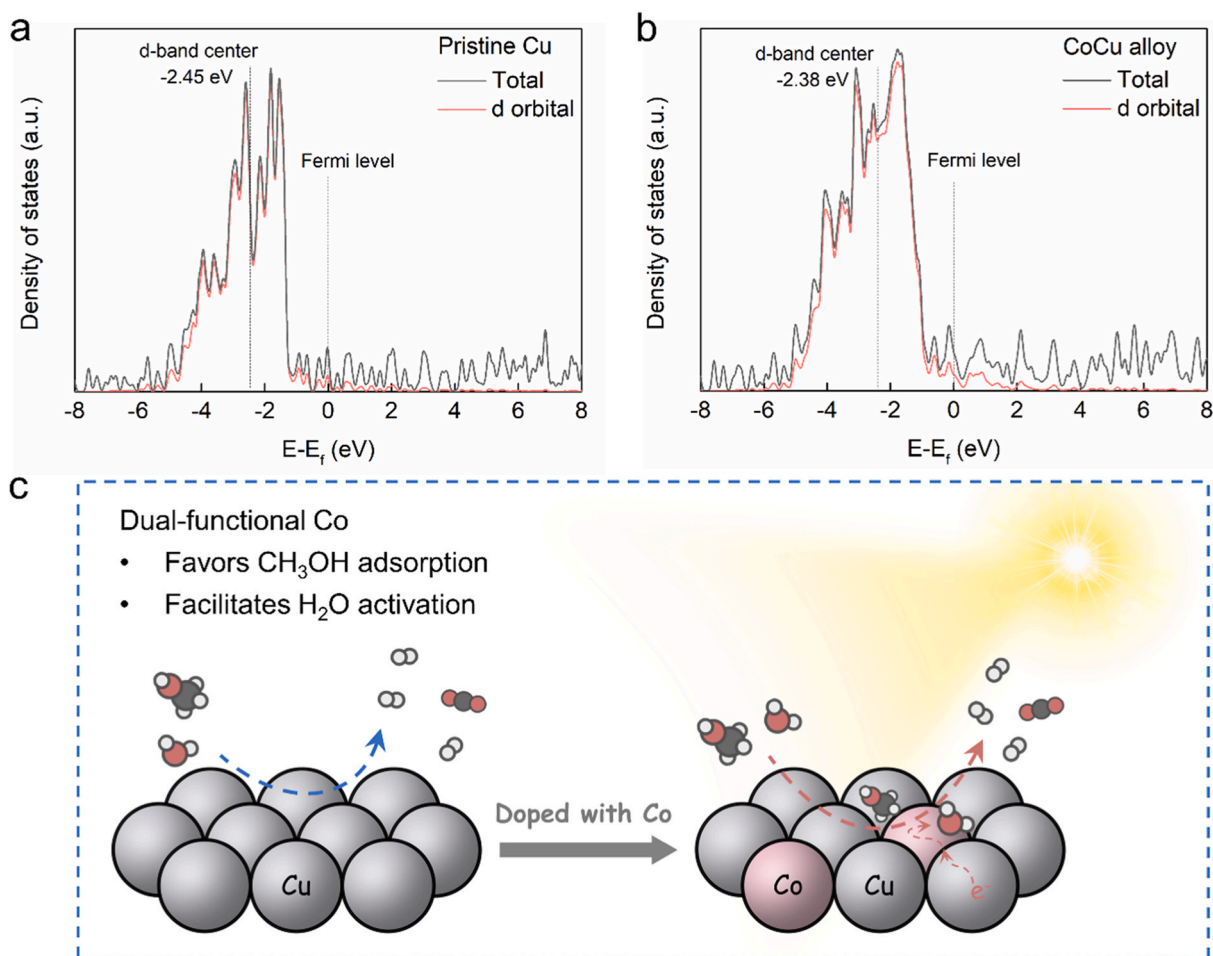 a
d-band center
-2.45 eV
Pristine Cu
Total
d orbital
Fermi level
Density of states (a.u.)
-8 -6 -4 -2 0 2 4 6 8
E-E_f (eV)
b
d-band center
-2.38 eV
CoCu alloy
Total
d orbital
Fermi level
Density of states (a.u.)
-8 -6 -4 -2 0 2 4 6 8
E-E_f (eV)
c
Dual-functional Co
• Favors CH₃OH adsorption
• Facilitates H₂O activation
Cu
Doped with Co
Co
Cu
e⁻